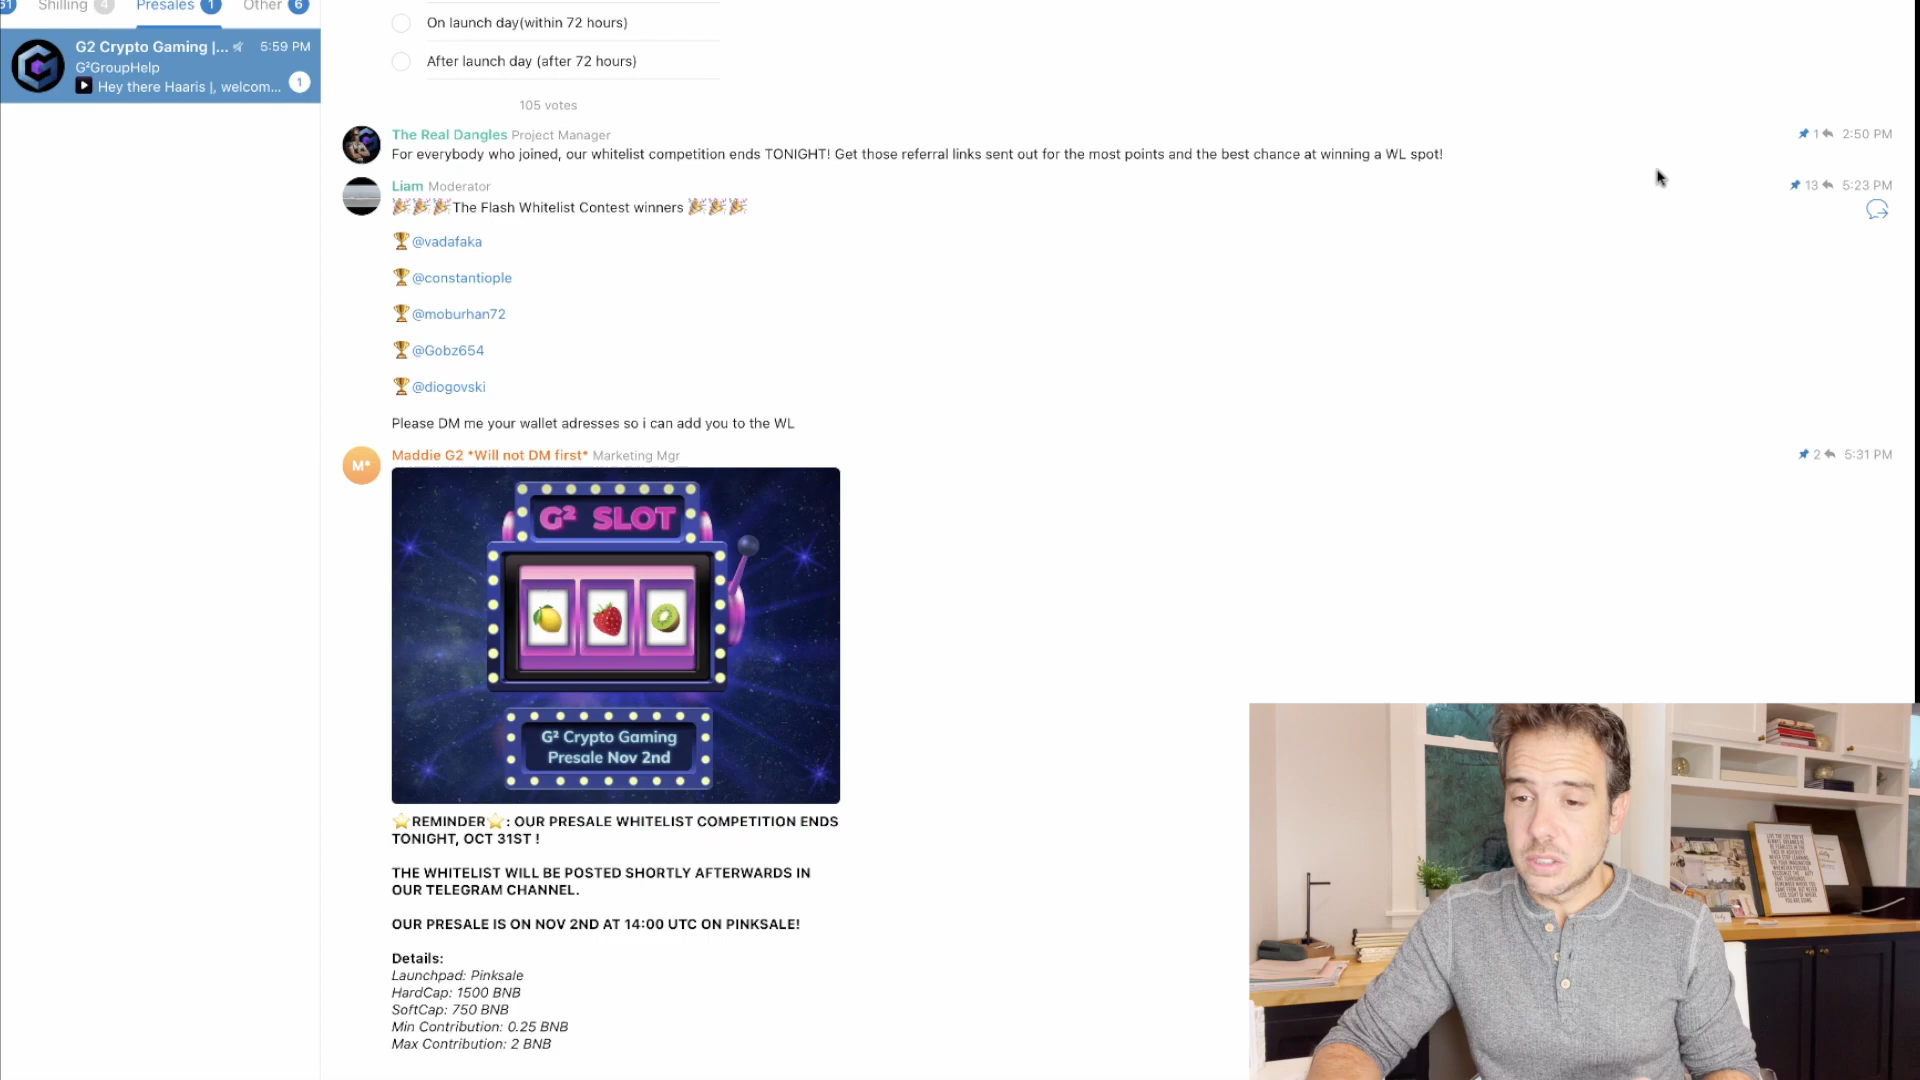 51 Shilling 4 Presales 1 Other 6
G2 Crypto Gaming |... 5:59 PM
G²GroupHelp
Hey there Haaris |, welcom... 1
On launch day(within 72 hours)
After launch day (after 72 hours)
105 votes
The Real Dangles Project Manager 1 2:50 PM
For everybody who joined, our whitelist competition ends TONIGHT! Get those referral links sent out for the most points and the best chance at winning a WL spot!
Liam Moderator 13 5:23 PM
🎉🎉🎉The Flash Whitelist Contest winners 🎉🎉🎉
🏆@vadafaka
🏆@constantiople
🏆@moburhan72
🏆@Gobz654
🏆@diogovski
Please DM me your wallet adresses so i can add you to the WL
M*
Maddie G2 *Will not DM first* Marketing Mgr 2 5:31 PM
G² SLOT
G² Crypto Gaming
Presale Nov 2nd
⭐REMINDER⭐: OUR PRESALE WHITELIST COMPETITION ENDS
TONIGHT, OCT 31ST !
THE WHITELIST WILL BE POSTED SHORTLY AFTERWARDS IN
OUR TELEGRAM CHANNEL.
OUR PRESALE IS ON NOV 2ND AT 14:00 UTC ON PINKSALE!
Details:
Launchpad: Pinksale
HardCap: 1500 BNB
SoftCap: 750 BNB
Min Contribution: 0.25 BNB
Max Contribution: 2 BNB